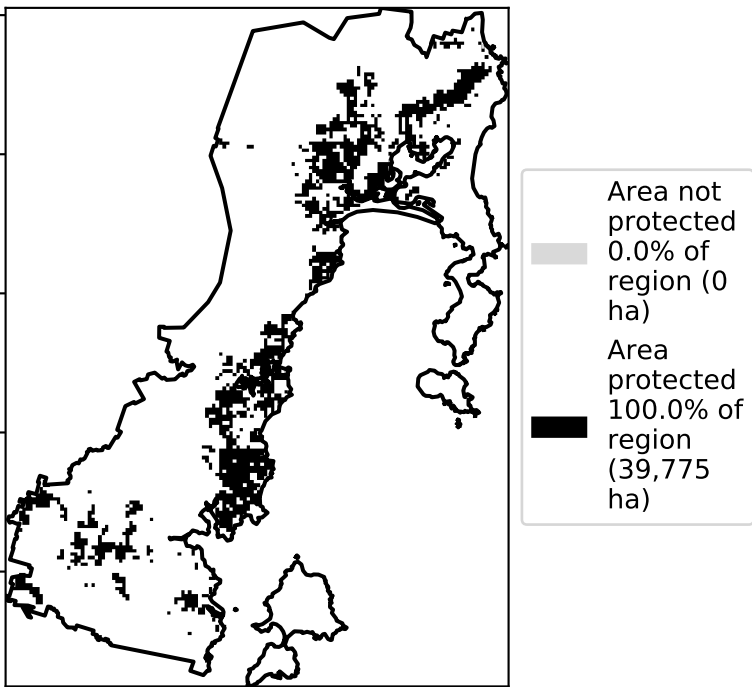 Area not
protected
0.0% of
region (0
ha)
Area
protected
100.0% of
region
(39,775
ha)